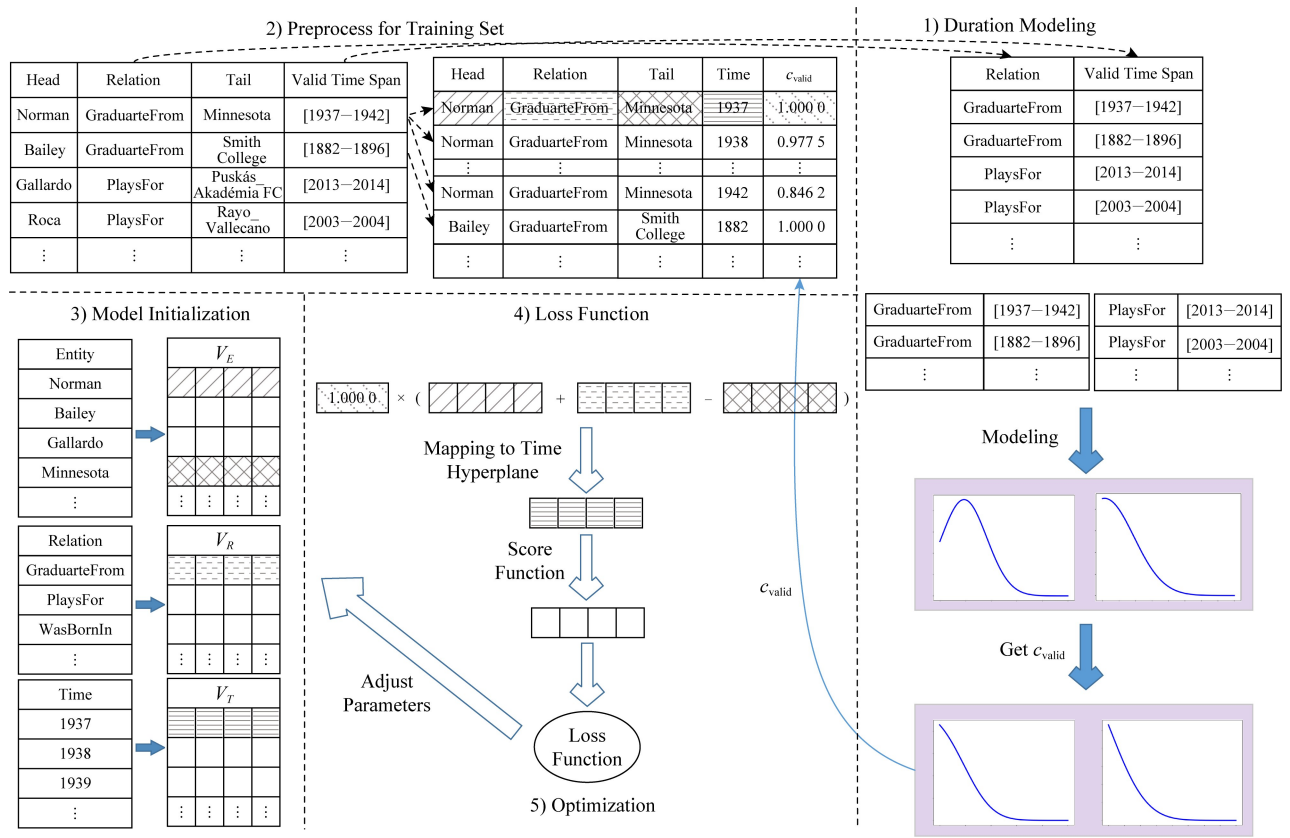 2) Preprocess for Training Set
Head Relation Tail Valid Time Span
Norman GraduarteFrom Minnesota [1937−1942]
Bailey GraduarteFrom Smith College [1882−1896]
Gallardo PlaysFor Puskás_ Akadémia FC [2013−2014]
Roca PlaysFor Rayo_ Vallecano [2003−2004]
⋮ ⋮ ⋮ ⋮
Head Relation Tail Time c_valid
Norman GraduarteFrom Minnesota 1937 1.000 0
Norman GraduarteFrom Minnesota 1938 0.977 5
⋮ ⋮ ⋮ ⋮ ⋮
Norman GraduarteFrom Minnesota 1942 0.846 2
Bailey GraduarteFrom Smith College 1882 1.000 0
⋮ ⋮ ⋮ ⋮ ⋮
1) Duration Modeling
Relation Valid Time Span
GraduarteFrom [1937−1942]
GraduarteFrom [1882−1896]
PlaysFor [2013−2014]
PlaysFor [2003−2004]
⋮ ⋮
GraduarteFrom [1937−1942]
GraduarteFrom [1882−1896]
⋮ ⋮
PlaysFor [2013−2014]
PlaysFor [2003−2004]
⋮ ⋮
Modeling
Get c_valid
c_valid
3) Model Initialization
Entity
Norman
Bailey
Gallardo
Minnesota
⋮
V_E
⋮ ⋮ ⋮ ⋮
Relation
GraduarteFrom
PlaysFor
WasBornIn
⋮
V_R
⋮ ⋮ ⋮ ⋮
Time
1937
1938
1939
⋮
V_T
⋮ ⋮ ⋮ ⋮
4) Loss Function
1.000 0 × ( + − )
Mapping to Time
Hyperplane
Score
Function
Adjust
Parameters
Loss
Function
5) Optimization